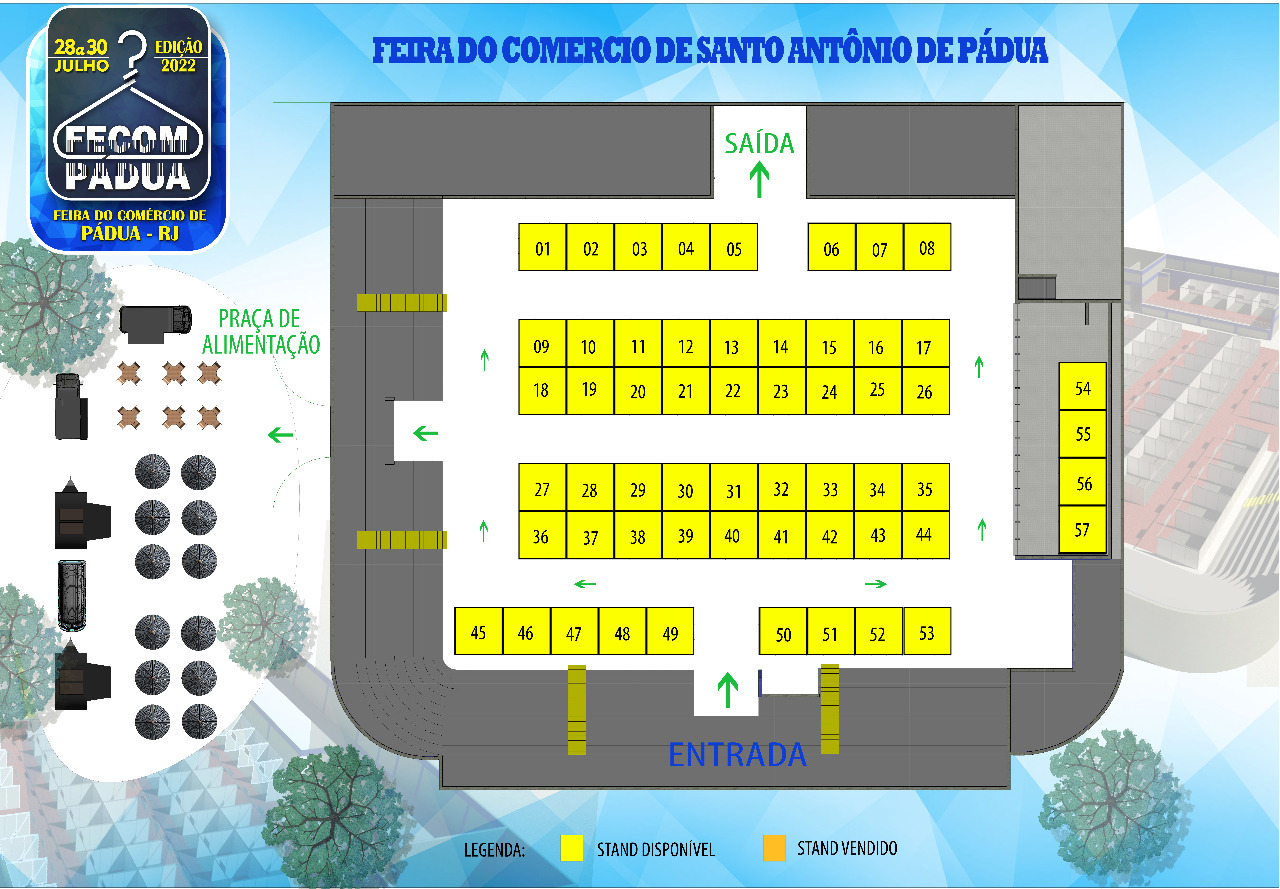 28a30
JULHO
EDIÇÃO
2022
FECOM
PÁDUA
FEIRA DO COMÉRCIO DE
PÁDUA - RJ
FEIRA DO COMERCIO DE SANTO ANTÔNIO DE PÁDUA
SAÍDA
01 02 03 04 05 06 07 08
PRAÇA DE
ALIMENTAÇÃO
09 10 11 12 13 14 15 16 17
18 19 20 21 22 23 24 25 26
54
55
56
57
27 28 29 30 31 32 33 34 35
36 37 38 39 40 41 42 43 44
45 46 47 48 49 50 51 52 53
ENTRADA
LEGENDA: STAND DISPONÍVEL STAND VENDIDO